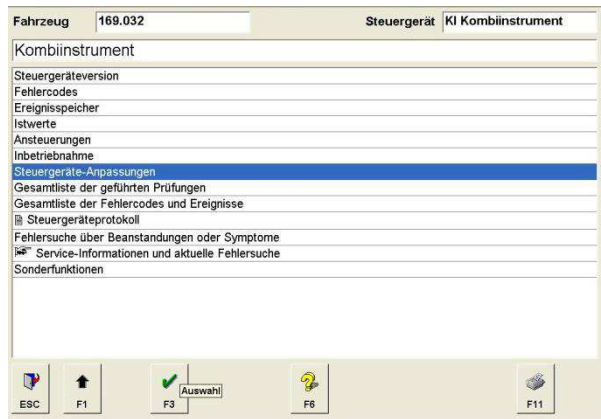 Fahrzeug 169.032 Steuergerät KI Kombiinstrument
Kombiinstrument
Steuergeräteversion
Fehlercodes
Ereignisspeicher
Istwerte
Ansteuerungen
Inbetriebnahme
Steuergeräte-Anpassungen
Gesamtliste der geführten Prüfungen
Gesamtliste der Fehlercodes und Ereignisse
Steuergeräteprotokoll
Fehlersuche über Beanstandungen oder Symptome
Service-Informationen und aktuelle Fehlersuche
Sonderfunktionen
Auswahl
ESC F1 F3 F6 F11